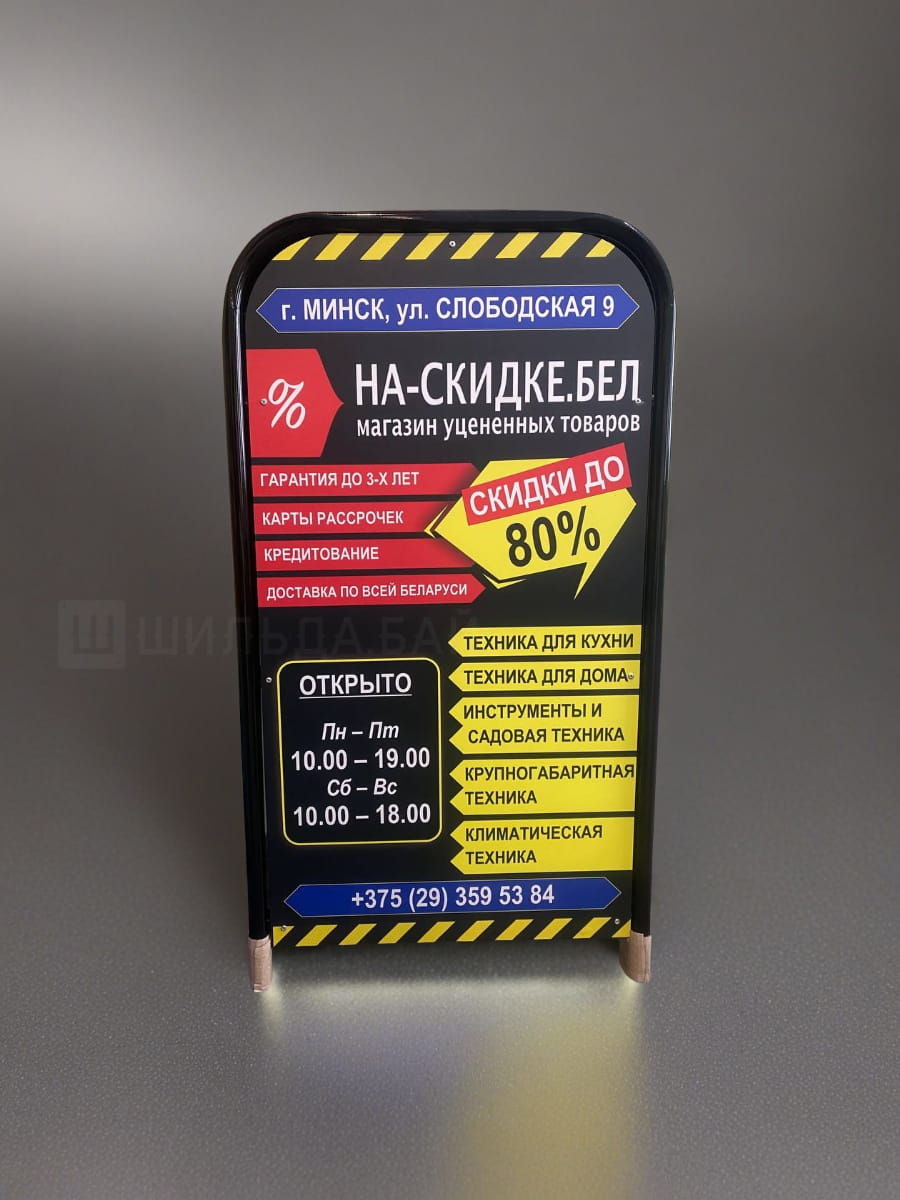 г. МИНСК, ул. СЛОБОДСКАЯ 9
%
НА-СКИДКЕ.БЕЛ
магазин уцененных товаров
ГАРАНТИЯ ДО 3-Х ЛЕТ
КАРТЫ РАССРОЧЕК
КРЕДИТОВАНИЕ
ДОСТАВКА ПО ВСЕЙ БЕЛАРУСИ
СКИДКИ ДО
80%
Ш ШИЛЬДА.БАЙ
ОТКРЫТО
Пн – Пт
10.00 – 19.00
Сб – Вс
10.00 – 18.00
ТЕХНИКА ДЛЯ КУХНИ
ТЕХНИКА ДЛЯ ДОМА
ИНСТРУМЕНТЫ И
САДОВАЯ ТЕХНИКА
КРУПНОГАБАРИТНАЯ
ТЕХНИКА
КЛИМАТИЧЕСКАЯ
ТЕХНИКА
+375 (29) 359 53 84